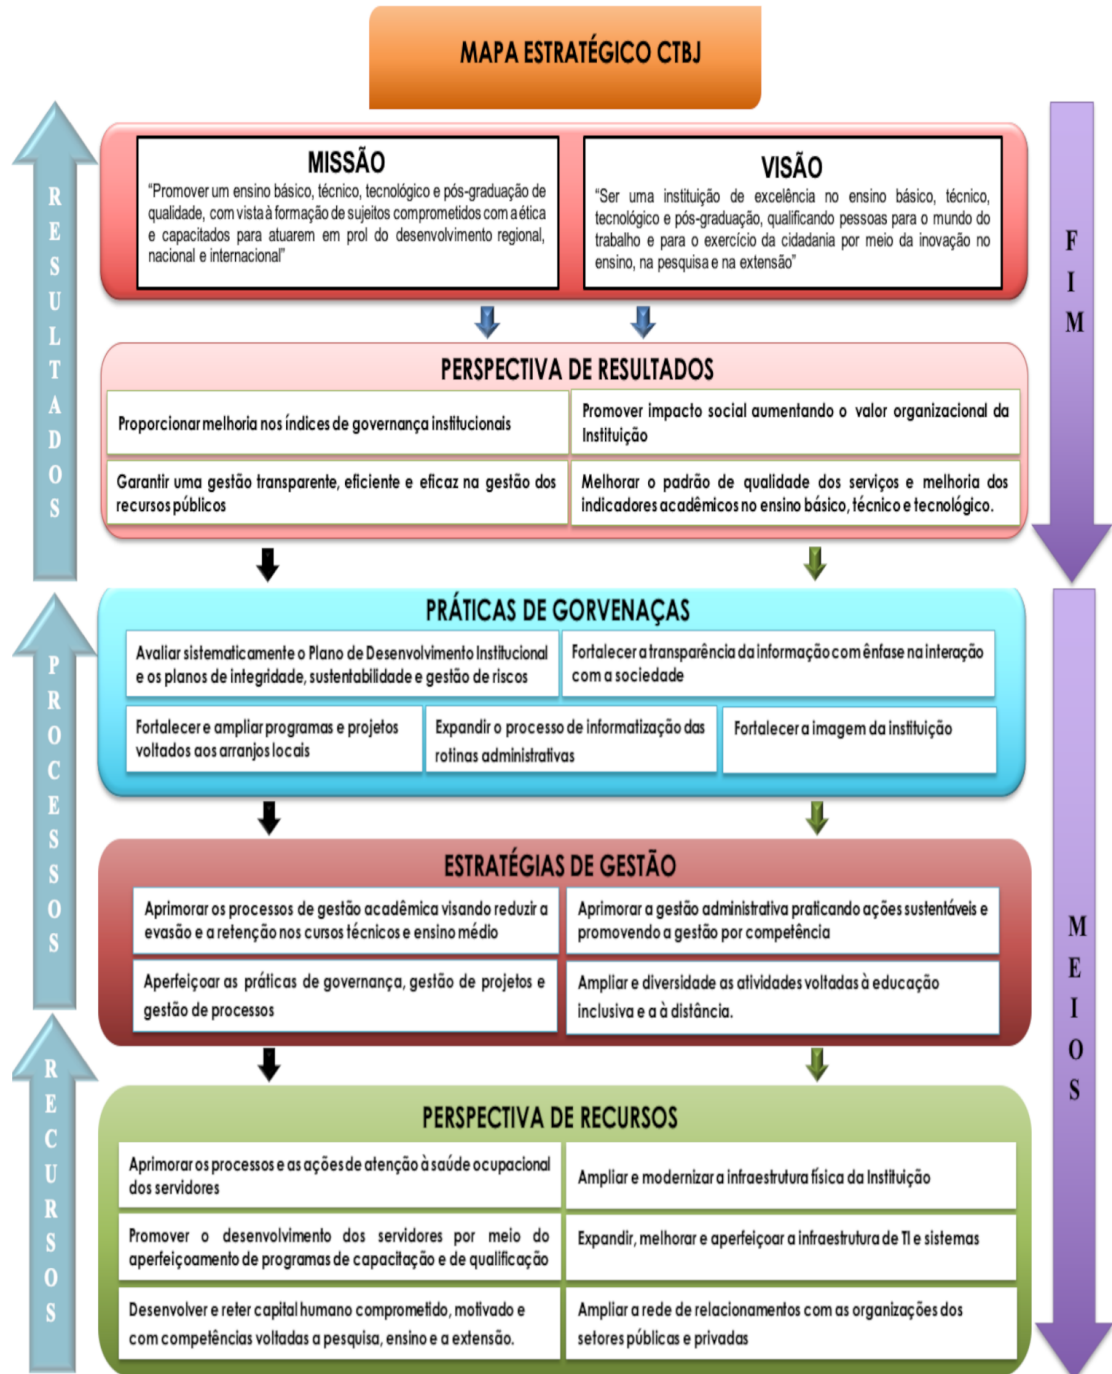 MAPA ESTRATÉGICO CTBJ
RESULTADOS
FIM
MISSÃO
“Promover um ensino básico, técnico, tecnológico e pós-graduação de
qualidade, com vista à formação de sujeitos comprometidos com a ética
e capacitados para atuarem em prol do desenvolvimento regional,
nacional e internacional”
VISÃO
“Ser uma instituição de excelência no ensino básico, técnico,
tecnológico e pós-graduação, qualificando pessoas para o mundo do
trabalho e para o exercício da cidadania por meio da inovação no
ensino, na pesquisa e na extensão”
PERSPECTIVA DE RESULTADOS
Proporcionar melhoria nos índices de governança institucionais
Promover impacto social aumentando o valor organizacional da
Instituição
Garantir uma gestão transparente, eficiente e eficaz na gestão dos
recursos públicos
Melhorar o padrão de qualidade dos serviços e melhoria dos
indicadores acadêmicos no ensino básico, técnico e tecnológico.
PROCESSOS
MEIOS
PRÁTICAS DE GORVENAÇAS
Avaliar sistematicamente o Plano de Desenvolvimento Institucional
e os planos de integridade, sustentabilidade e gestão de riscos
Fortalecer a transparência da informação com ênfase na interação
com a sociedade
Fortalecer e ampliar programas e projetos
voltados aos arranjos locais
Expandir o processo de informatização das
rotinas administrativas
Fortalecer a imagem da instituição
ESTRATÉGIAS DE GESTÃO
Aprimorar os processos de gestão acadêmica visando reduzir a
evasão e a retenção nos cursos técnicos e ensino médio
Aprimorar a gestão administrativa praticando ações sustentáveis e
promovendo a gestão por competência
Aperfeiçoar as práticas de governança, gestão de projetos e
gestão de processos
Ampliar e diversidade as atividades voltadas à educação
inclusiva e a à distância.
RECURSOS
PERSPECTIVA DE RECURSOS
Aprimorar os processos e as ações de atenção à saúde ocupacional
dos servidores
Ampliar e modernizar a infraestrutura física da Instituição
Promover o desenvolvimento dos servidores por meio do
aperfeiçoamento de programas de capacitação e de qualificação
Expandir, melhorar e aperfeiçoar a infraestrutura de TI e sistemas
Desenvolver e reter capital humano comprometido, motivado e
com competências voltadas a pesquisa, ensino e a extensão.
Ampliar a rede de relacionamentos com as organizações dos
setores públicas e privadas